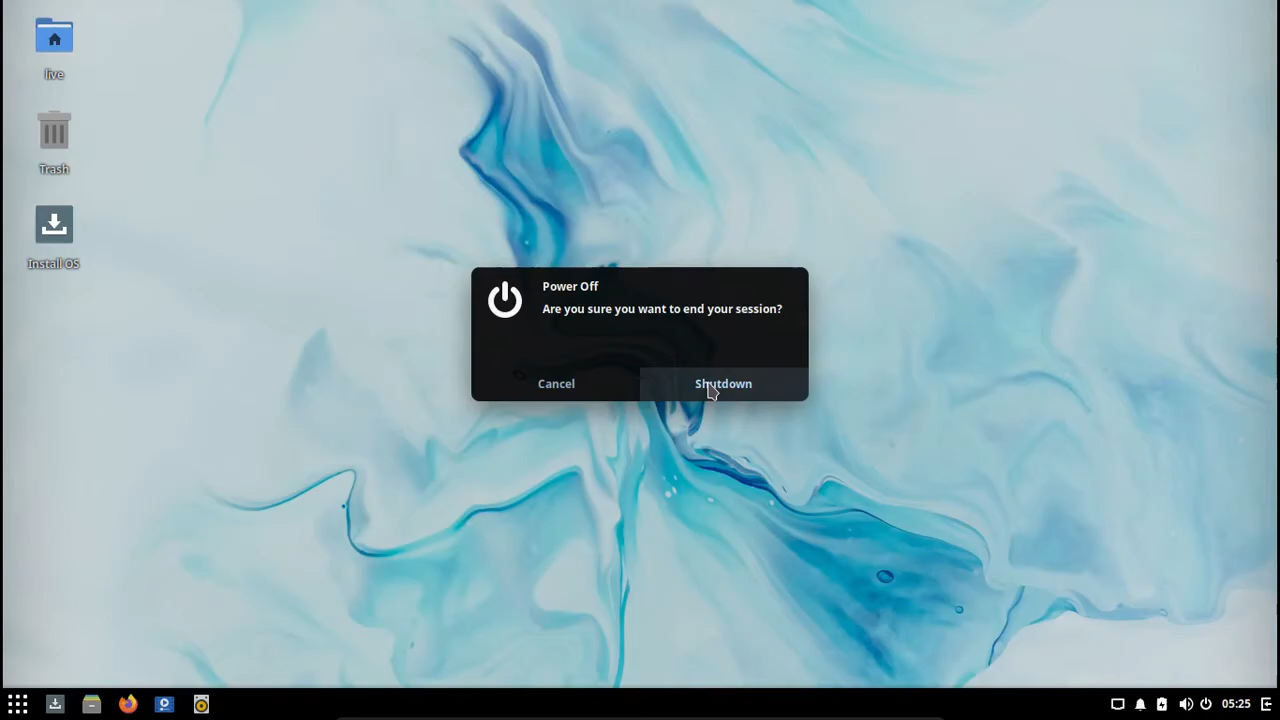 live
Trash
Install OS
Power Off
Are you sure you want to end your session?
Cancel
Shutdown
05:25